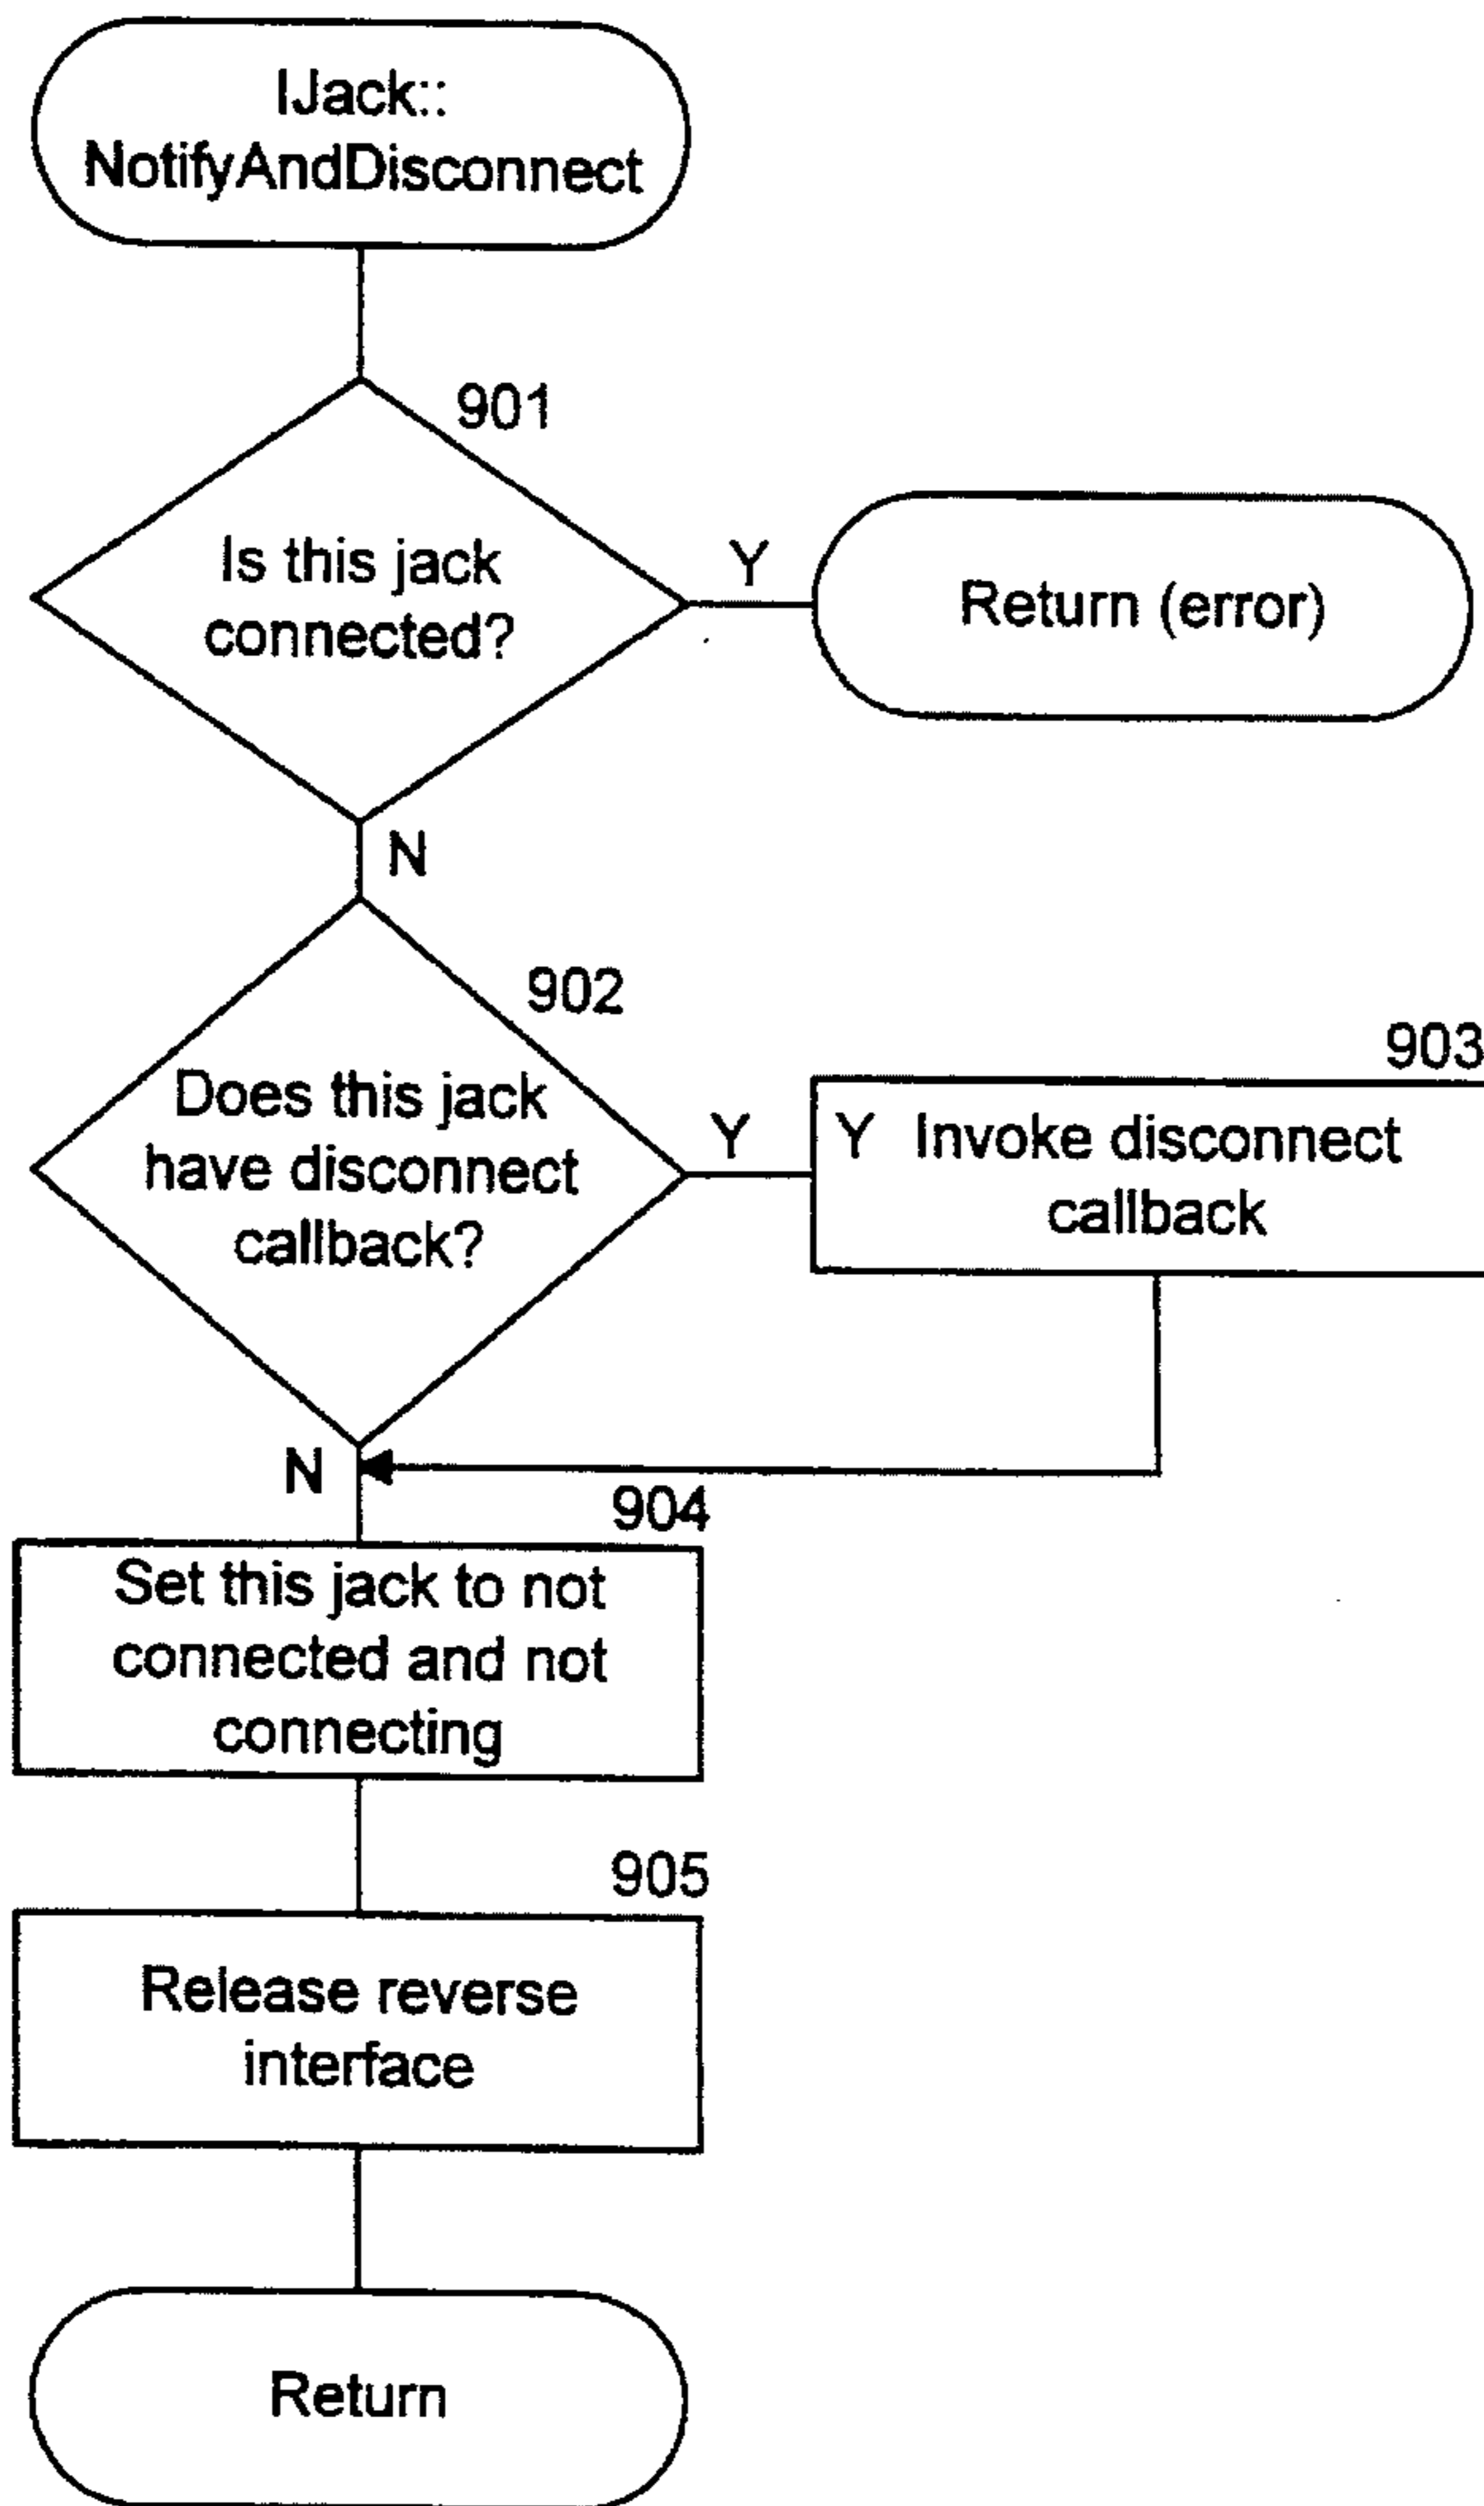 IJack::
NotifyAndDisconnect
901
Is this jack
connected?
Y
Return (error)
N
902
Does this jack
have disconnect
callback?
Y
903
Y Invoke disconnect
callback
N
904
Set this jack to not
connected and not
connecting
905
Release reverse
interface
Return